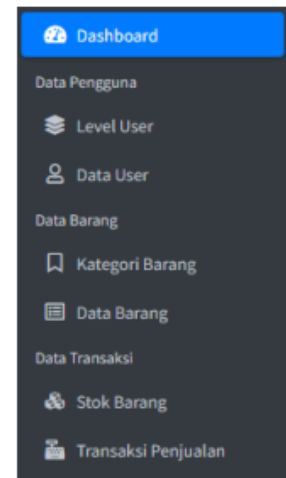 Dashboard
Data Pengguna
Level User
Data User
Data Barang
Kategori Barang
Data Barang
Data Transaksi
Stok Barang
Transaksi Penjualan